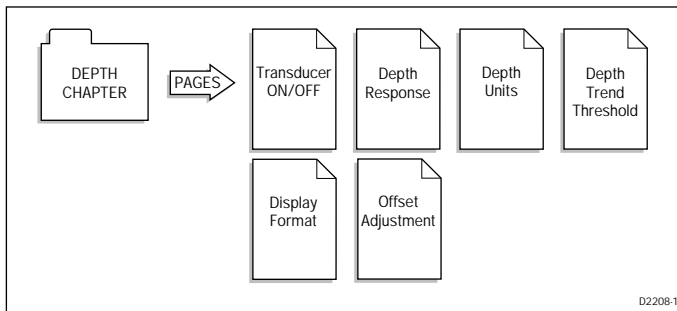 DEPTH
CHAPTER
PAGES
Transducer
ON/OFF
Depth
Response
Depth
Units
Depth
Trend
Threshold
Display
Format
Offset
Adjustment
D2208-1